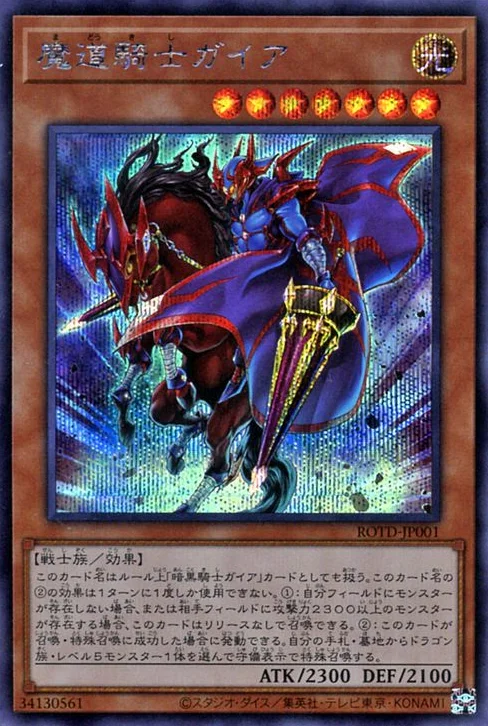 魔道騎士ガイア
光
ROTD-JP001
【戦士族/効果】
このカード名はルール上「暗黒騎士ガイア」カードとしても扱う。このカード名の
②の効果は1ターンに1度しか使用できない。①:自分フィールドにモンスター
が存在しない場合、または相手フィールドに攻撃力2300以上のモンスター
が存在する場合、このカードはリリースなしで召喚できる。②:このカードが
召喚・特殊召喚に成功した場合に発動できる。自分の手札・墓地からドラゴン
族・レベル5モンスター1体を選んで守備表示で特殊召喚する。
ATK/2300 DEF/2100
34130561
©スタジオ・ダイス/集英社・テレビ東京・KONAMI